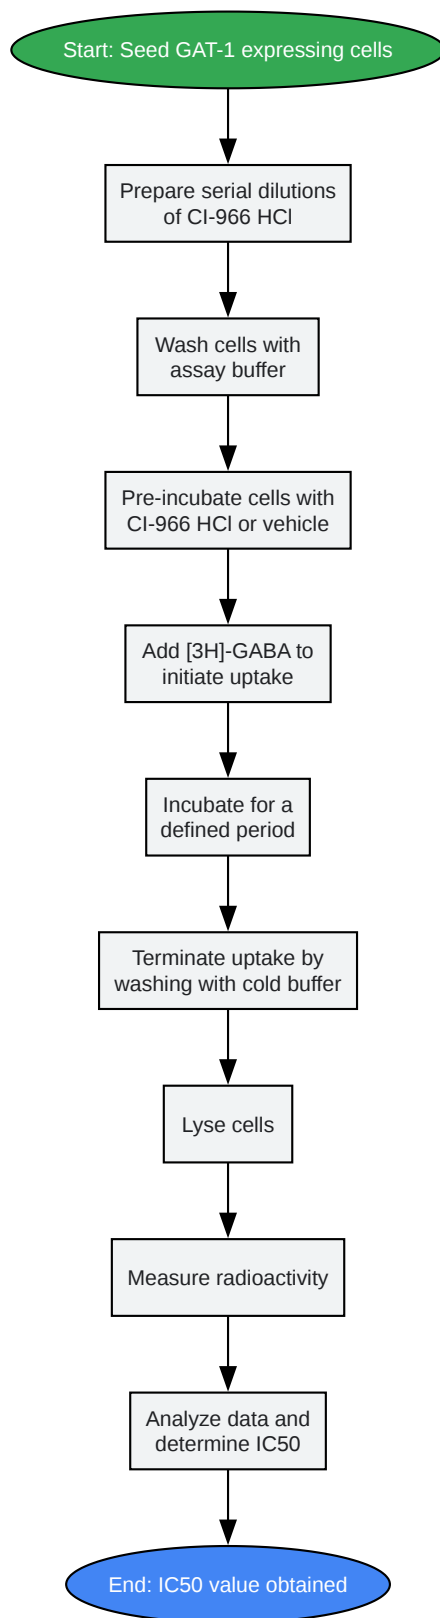 Start: Seed GAT-1 expressing cells
Prepare serial dilutions
of CI-966 HCl
Wash cells with
assay buffer
Pre-incubate cells with
CI-966 HCl or vehicle
Add [3H]-GABA to
initiate uptake
Incubate for a
defined period
Terminate uptake by
washing with cold buffer
Lyse cells
Measure radioactivity
Analyze data and
determine IC50
End: IC50 value obtained